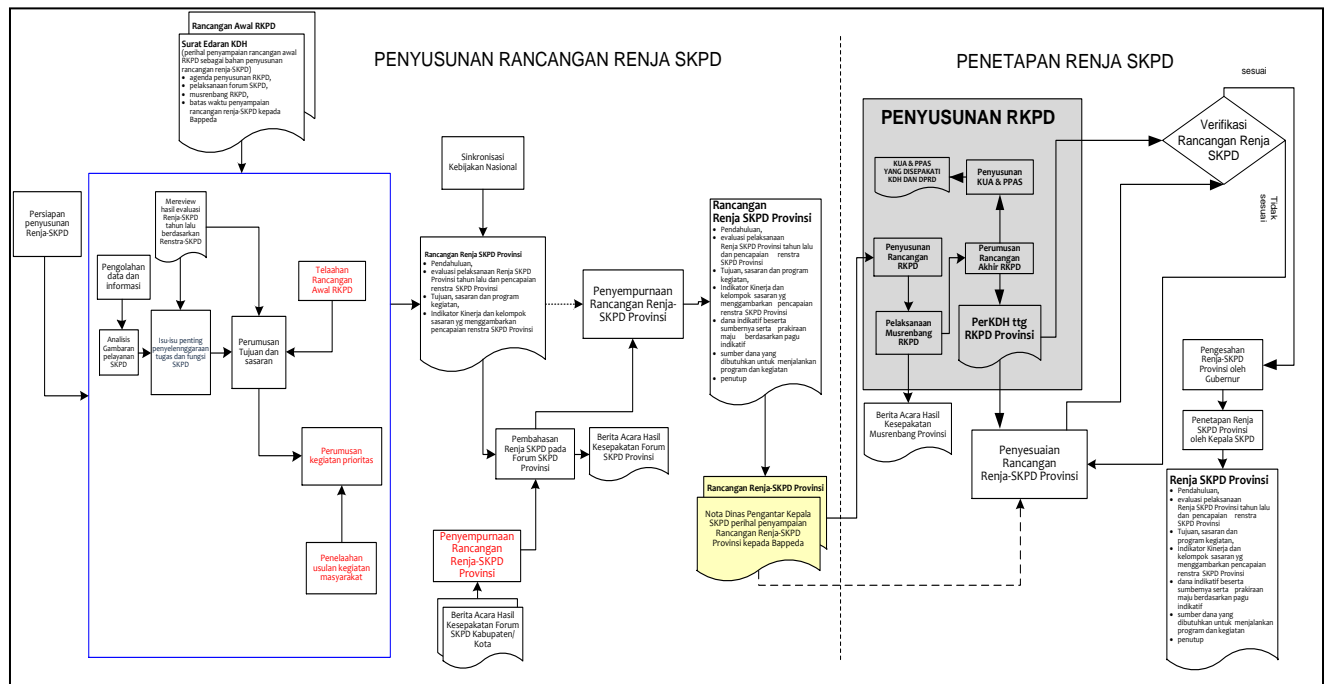 Rancangan Awal RKPD
Surat Edaran KDH
(perihal penyampaian rancangan awal
RKPD sebagai bahan penyusunan
rancangan renja-SKPD)
• agenda penyusunan RKPD,
• pelaksanaan forum SKPD,
• musrenbang RKPD,
• batas waktu penyampaian
rancangan renja-SKPD kepada
Bappeda
PENYUSUNAN RANCANGAN RENJA SKPD
Persiapan
penyusunan
Renja-SKPD
Mereview
hasil evaluasi
Renja-SKPD
tahun lalu
berdasarkan
Renstra-SKPD
Pengolahan
data dan
informasi
Telaahan
Rancangan
Awal RKPD
Analisis
Gambaran
pelayanan
SKPD
Isu-isu penting
penyelenggaraan
tugas dan fungsi
SKPD
Perumusan
Tujuan dan
sasaran
Perumusan
kegiatan prioritas
Penelaahan
usulan kegiatan
masyarakat
Sinkronisasi
Kebijakan Nasional
Rancangan Renja SKPD Provinsi
• Pendahuluan,
• evaluasi pelaksanaan Renja SKPD
Provinsi tahun lalu dan pencapaian
renstra SKPD Provinsi
• Tujuan, sasaran dan program
kegiatan,
• Indikator Kinerja dan kelompok
sasaran yg menggambarkan
pencapaian renstra SKPD Provinsi
Penyempurnaan
Rancangan Renja-
SKPD Provinsi
Pembahasan
Renja SKPD pada
Forum SKPD
Provinsi
Berita Acara Hasil
Kesepakatan Forum
SKPD Provinsi
Penyempurnaan
Rancangan
Renja-SKPD
Provinsi
Berita Acara Hasil
Kesepakatan Forum
SKPD Kabupaten/
Kota
Rancangan
Renja SKPD Provinsi
• Pendahuluan,
• evaluasi pelaksanaan
Renja SKPD Provinsi tahun lalu
dan pencapaian renstra
SKPD Provinsi
• Tujuan, sasaran dan program
kegiatan,
• Indikator Kinerja dan
kelompok sasaran yg
menggambarkan pencapaian
renstra SKPD Provinsi
• dana indikatif beserta
sumbernya serta prakiraan
maju berdasarkan pagu
indikatif
• sumber dana yang
dibutuhkan untuk menjalankan
program dan kegiatan
• penutup
Rancangan Renja-SKPD Provinsi
Nota Dinas Pengantar Kepala
SKPD perihal penyampaian
Rancangan Renja-SKPD
Provinsi kepada Bappeda
PENETAPAN RENJA SKPD
PENYUSUNAN RKPD
KUA & PPAS
YANG DISEPAKATI
KDH DAN DPRD
Penyusunan
KUA & PPAS
Penyusunan
Rancangan
RKPD
Perumusan
Rancangan
Akhir RKPD
Pelaksanaan
Musrenbang
RKPD
PerKDH ttg
RKPD Provinsi
Berita Acara Hasil
Kesepakatan
Musrenbang Provinsi
Penyesuaian
Rancangan
Renja-SKPD Provinsi
sesuai
Verifikasi
Rancangan Renja
SKPD
Tidak
sesuai
Pengesahan
Renja-SKPD
Provinsi oleh
Gubernur
Penetapan Renja
SKPD Provinsi
oleh Kepala SKPD
Renja SKPD Provinsi
• Pendahuluan,
• evaluasi pelaksanaan
Renja SKPD Provinsi tahun lalu
dan pencapaian renstra
SKPD Provinsi
• Tujuan, sasaran dan
program kegiatan,
• Indikator Kinerja dan
kelompok sasaran yg
menggambarkan pencapaian
renstra SKPD Provinsi
• dana indikatif beserta
sumbernya serta prakiraan
maju berdasarkan pagu
indikatif
• sumber dana yang
dibutuhkan untuk menjalankan
program dan kegiatan
• penutup